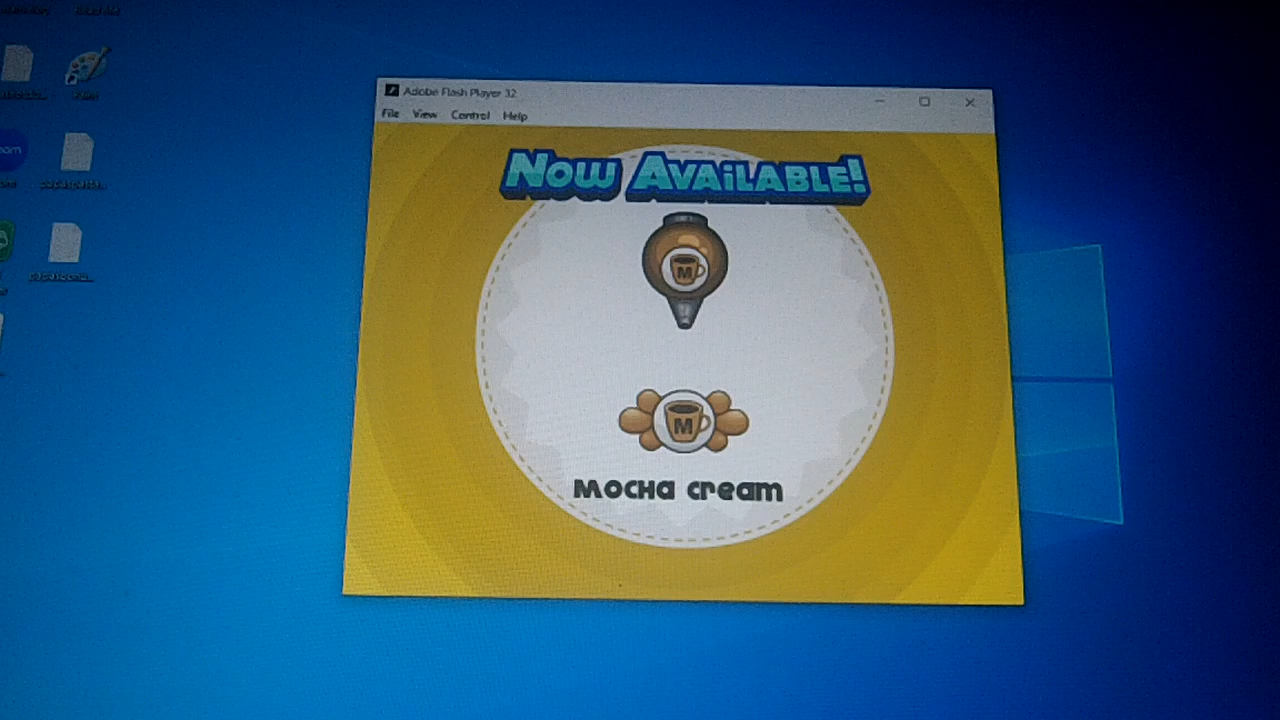 Adobe Flash Player 32
File View Control Help
Now Available!
M
M
Mocha Cream